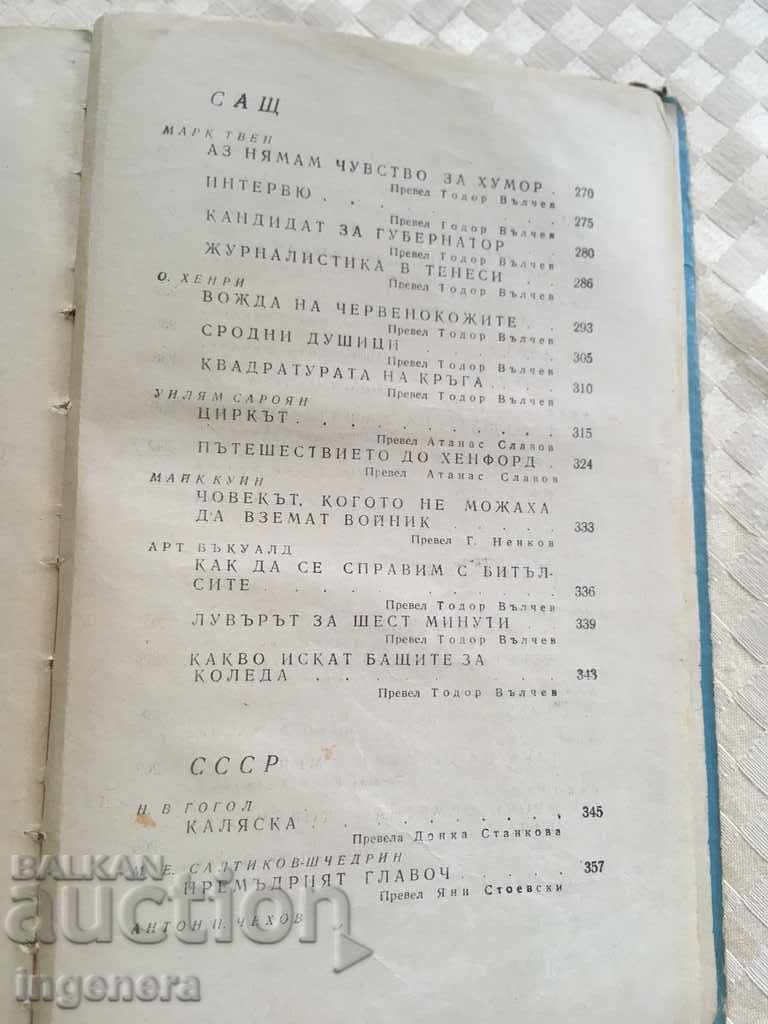 САЩ
МАРК ТВЕН
АЗ НЯМАМ ЧУВСТВО ЗА ХУМОР . 270
Превел Тодор Вълчев
ИНТЕРВЮ . . . . . . . . 275
Превел Тодор Вълчев
КАНДИДАТ ЗА ГУБЕРНАТОР . . 280
Превел Тодор Вълчев
ЖУРНАЛИСТИКА В ТЕНЕСИ . . 286
Превел Тодор Вълчев
О. ХЕНРИ
ВОЖДА НА ЧЕРВЕНОКОЖИТЕ . . 293
Превел Тодор Вълчев
СРОДНИ ДУШИЦИ . . . . . 305
Превел Тодор Вълчев
КВАДРАТУРАТА НА КРЪГА . . . . 310
Превел Тодор Вълчев
УИЛЯМ САРОЯН
ЦИРКЪТ . . . . . . . . . . 315
Превел Атанас Славов
ПЪТЕШЕСТВИЕТО ДО ХЕНФОРД . 324
Превел Атанас Славов
МАЙК КУИН
ЧОВЕКЪТ, КОГОТО НЕ МОЖАХА
ДА ВЗЕМАТ ВОЙНИК . . . . . 333
Превел Г. Ненков
АРТ БЪКУАЛД
КАК ДА СЕ СПРАВИМ С БИТЪЛ-
СИТЕ . . . . . . . . . . . 336
Превел Тодор Вълчев
ЛУВЪРЪТ ЗА ШЕСТ МИНУТИ . . 339
Превел Тодор Вълчев
КАКВО ИСКАТ БАЩИТЕ ЗА
КОЛЕДА . . . . . . . . . . 343
Превел Тодор Вълчев
СССР
Н. В ГОГОЛ
КАЛЯСКА . . . . . . . . . 345
Превела Донка Станкова
М. Е. САЛТИКОВ-ШЧЕДРИН
ПРЕМЪДРИЯТ ГЛАВОЧ . . . . 357
Превел Яни Стоевски
АНТОН П. ЧЕХОВ
BALKAN
auction
ingenera